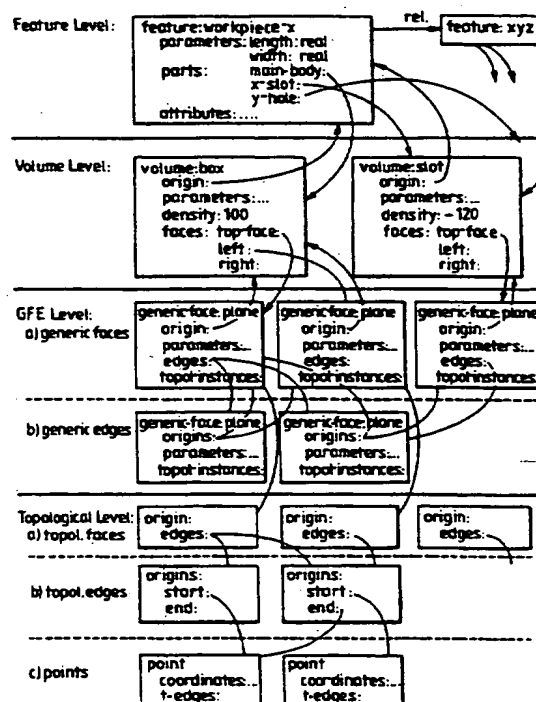 Feature Level:
feature: workpiece-x
parameters: length: real
width: real
parts: main-body:
x-slot:
y-hole:
attributes: ....
rel.
feature: xyz
Volume Level:
volume: box
origin:
parameters:...
density: 100
faces: top-face
left:
right:
volume: slot
origin:
parameters:...
density: -120
faces: top-face
left:
right:
GFE Level:
a) generic faces
generic-face: plane
origin:
parameters:...
edges:
topol-instances:
generic-face: plane
origin:
parameters:...
edges:
topol-instances:
generic-face: plane
origin:
parameters:...
edges:
topol-instances:
b) generic edges
generic-face: plane
origins:
parameters:...
topol-instances:
generic-face: plane
origins:
parameters:...
topol-instances:
Topological Level:
a) topol. faces
origin:
edges:
origin:
edges:
origin:
edges:
b) topol. edges
origins:
start:
end:
origins:
start:
end:
c) points
point
coordinates:...
t-edges:
point
coordinates:...
t-edges: